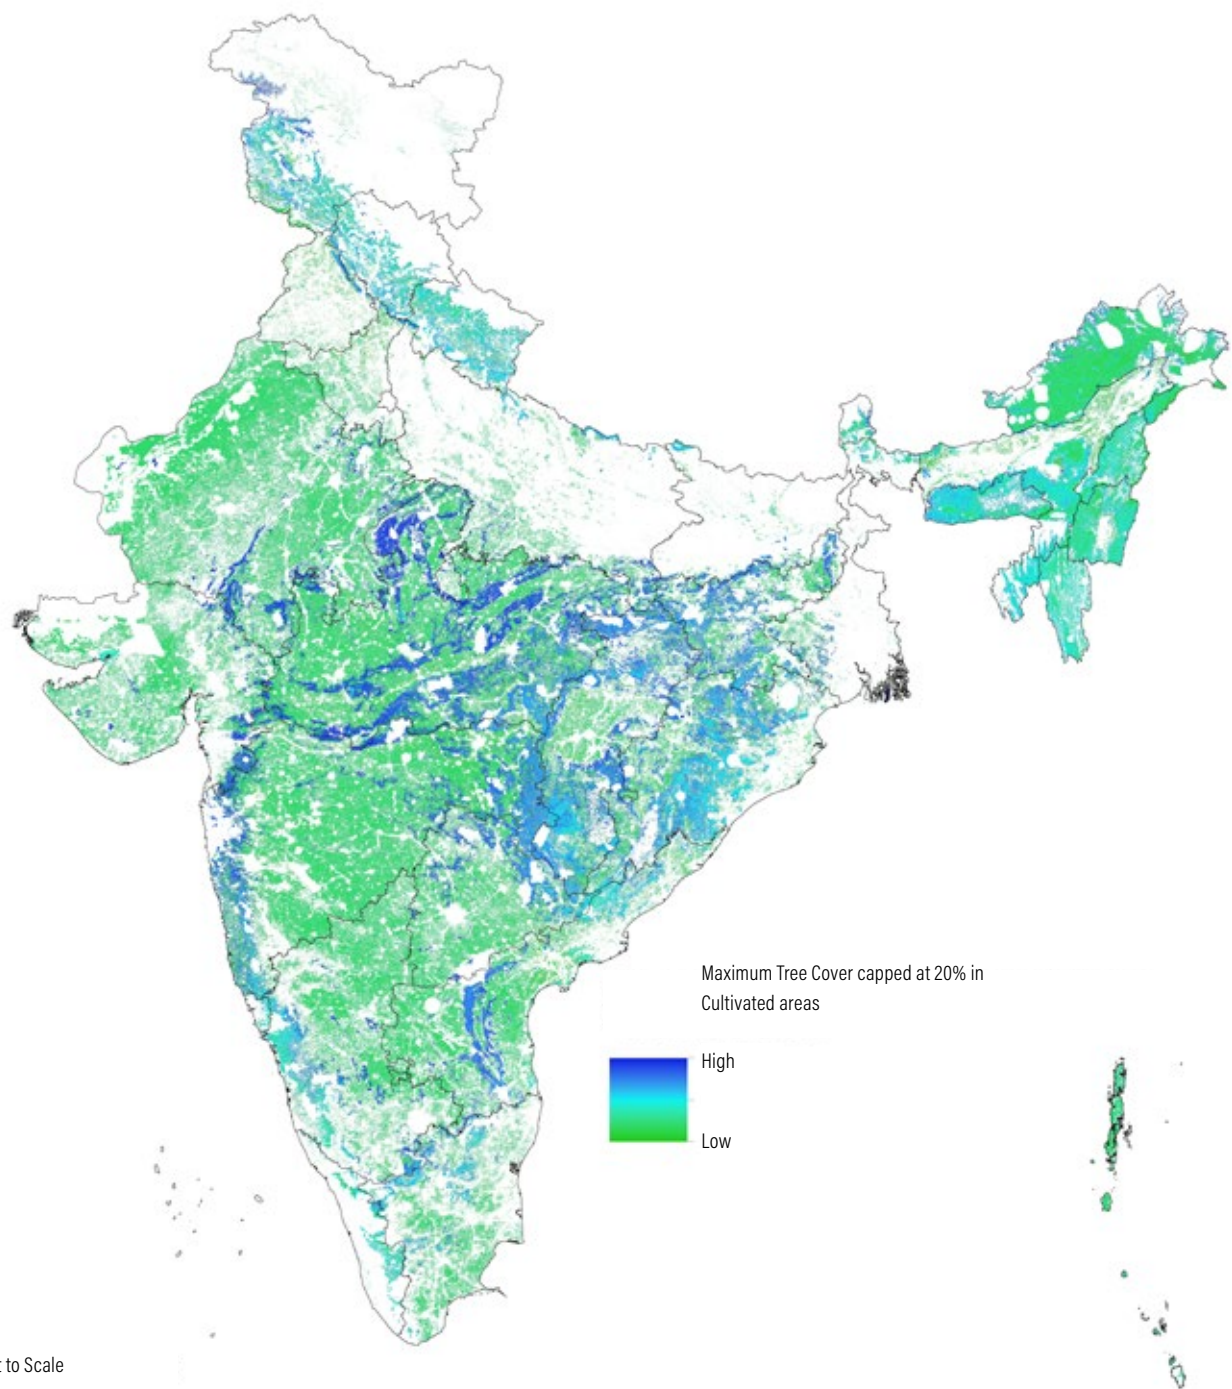 Maximum Tree Cover capped at 20% in
Cultivated areas
High
Low
to Scale